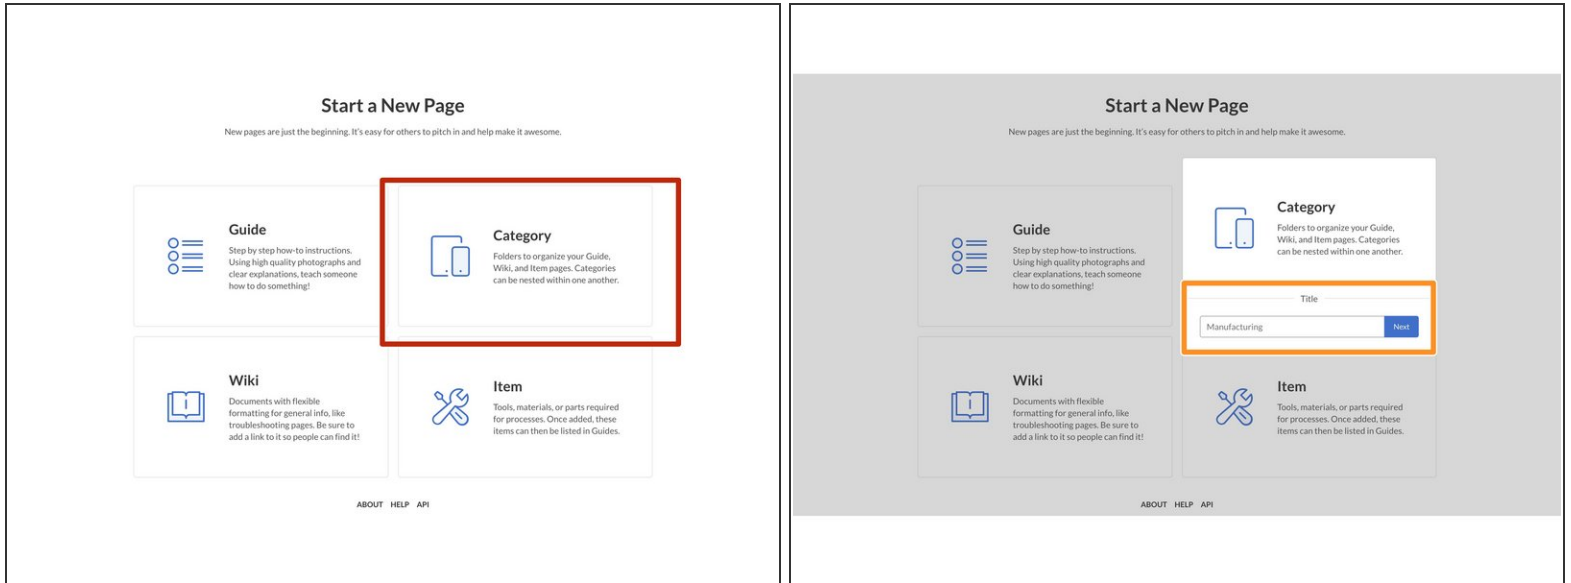 Start a New Page
New pages are just the beginning. It's easy for others to pitch in and help make it awesome.
Guide
Step by step how-to instructions.
Using high quality photographs and
clear explanations, teach someone
how to do something!
Category
Folders to organize your Guide,
Wiki, and Item pages. Categories
can be nested within one another.
Wiki
Documents with flexible
formatting for general info, like
troubleshooting pages. Be sure to
add a link to it so people can find it!
Item
Tools, materials, or parts required
for processes. Once added, these
items can then be listed in Guides.
ABOUT HELP API
Start a New Page
New pages are just the beginning. It's easy for others to pitch in and help make it awesome.
Guide
Step by step how-to instructions.
Using high quality photographs and
clear explanations, teach someone
how to do something!
Category
Folders to organize your Guide,
Wiki, and Item pages. Categories
can be nested within one another.
Title
Manufacturing Next
Wiki
Documents with flexible
formatting for general info, like
troubleshooting pages. Be sure to
add a link to it so people can find it!
Item
Tools, materials, or parts required
for processes. Once added, these
items can then be listed in Guides.
ABOUT HELP API